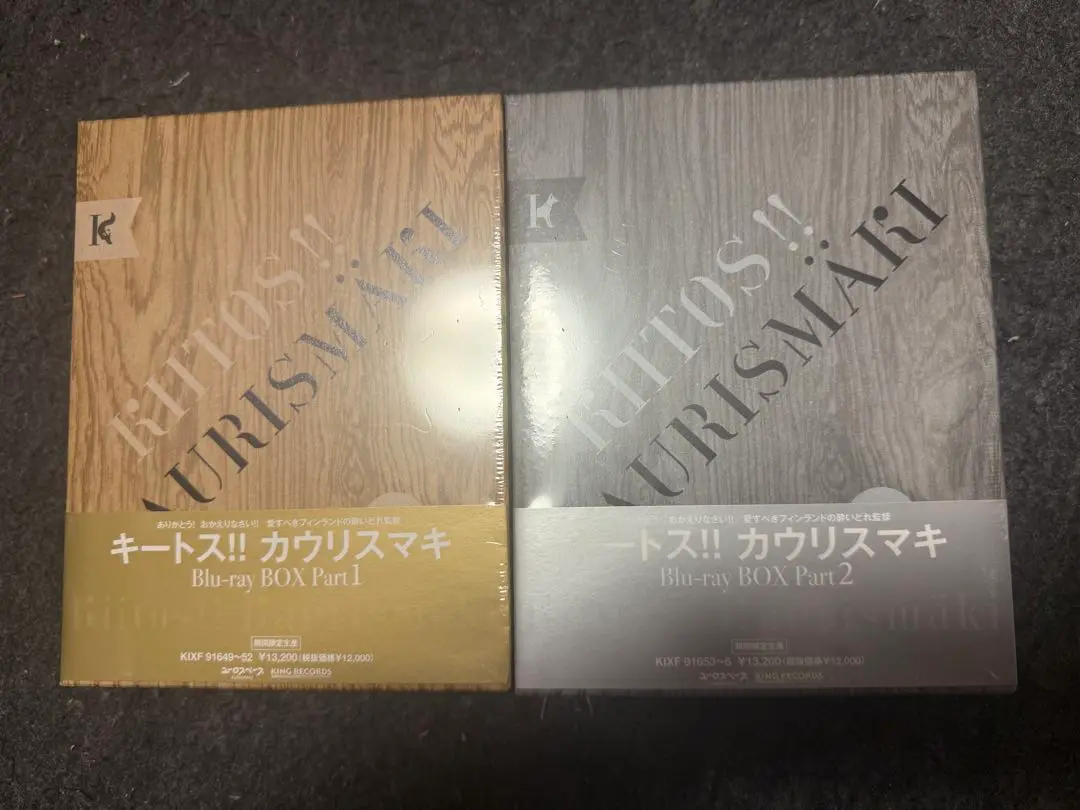 K
KIITOS!!
AURISMÄKI
ありがとう! おかえりなさい!! 愛すべきフィンランドの酔いどれ監督
キートス!! カウリスマキ
Blu-ray BOX Part1
期間限定生産
KIXF 91649~52 ¥13,200(税抜価格¥12,000)
ユーロスペース KING RECORDS
K
KIITOS!!
AURISMÄKI
おかえりなさい!! 愛すべきフィンランドの酔いどれ監督
ートス!! カウリスマキ
Blu-ray BOX Part2
期間限定生産
KIXF 91653~6 ¥13,200(税抜価格¥12,000)
ユーロスペース KING RECORDS